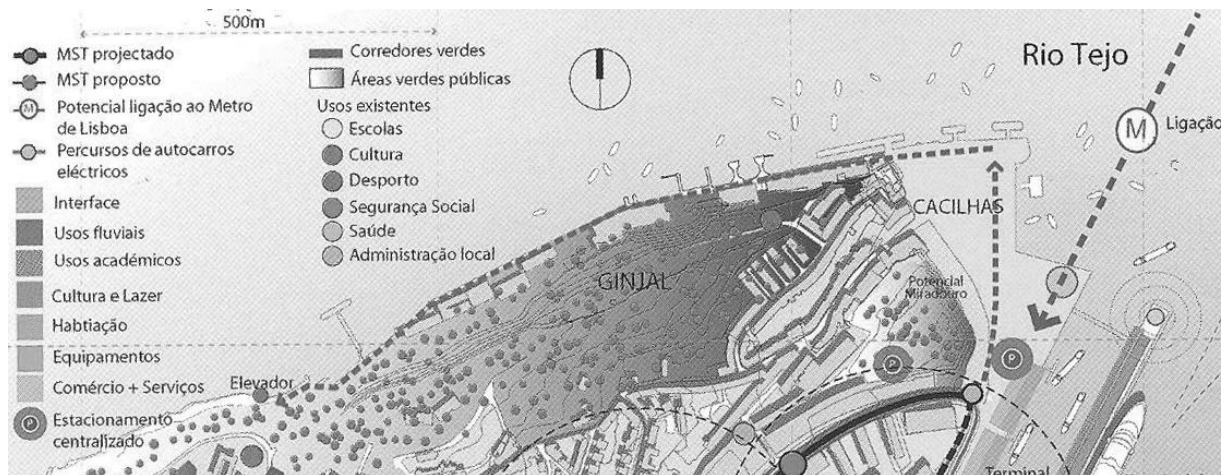 500m
MST projectado
MST proposto
Potencial ligação ao Metro
de Lisboa
Percursos de autocarros
eléctricos
Interface
Usos fluviais
Usos académicos
Cultura e Lazer
Habtiação
Equipamentos
Comércio + Serviços
P
Estacionamento
centralizado
M
Corredores verdes
Áreas verdes públicas
Usos existentes
Escolas
Cultura
Desporto
Segurança Social
Saúde
Administração local
Rio Tejo
M
Ligação
CACILHAS
GINJAL
Potencial
Miradouro
P
P
Elevador
Terminal